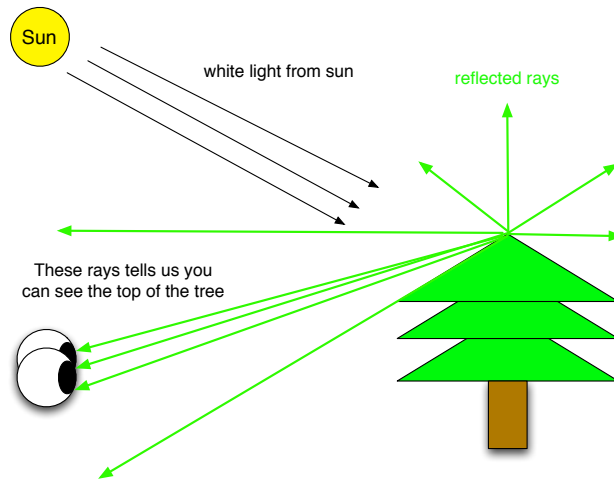 Sun
white light from sun
reflected rays
These rays tells us you
can see the top of the tree